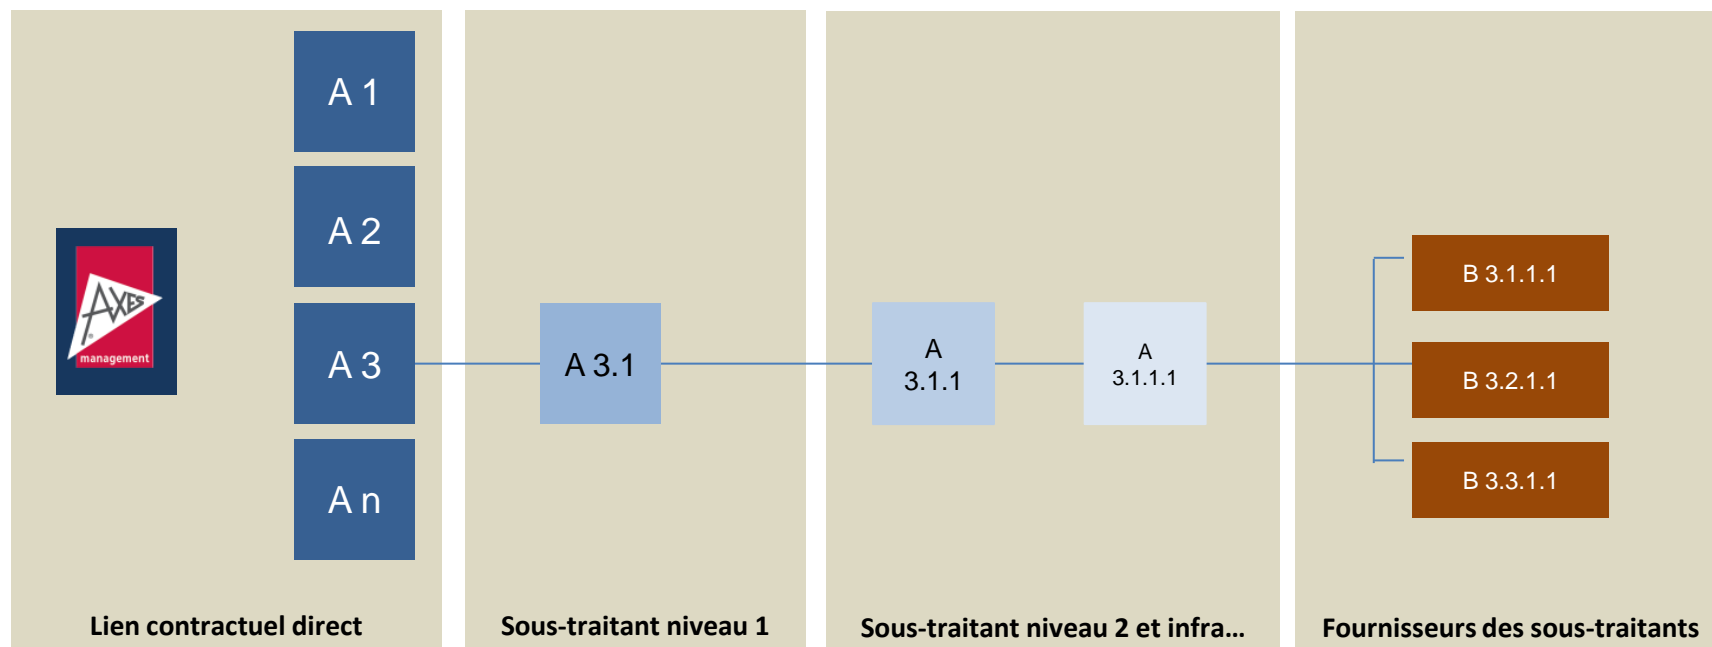 A 1
A 2
AXES
management
A 3
A n
Lien contractuel direct
A 3.1
Sous-traitant niveau 1
A
3.1.1
A
3.1.1.1
Sous-traitant niveau 2 et infra…
B 3.1.1.1
B 3.2.1.1
B 3.3.1.1
Fournisseurs des sous-traitants